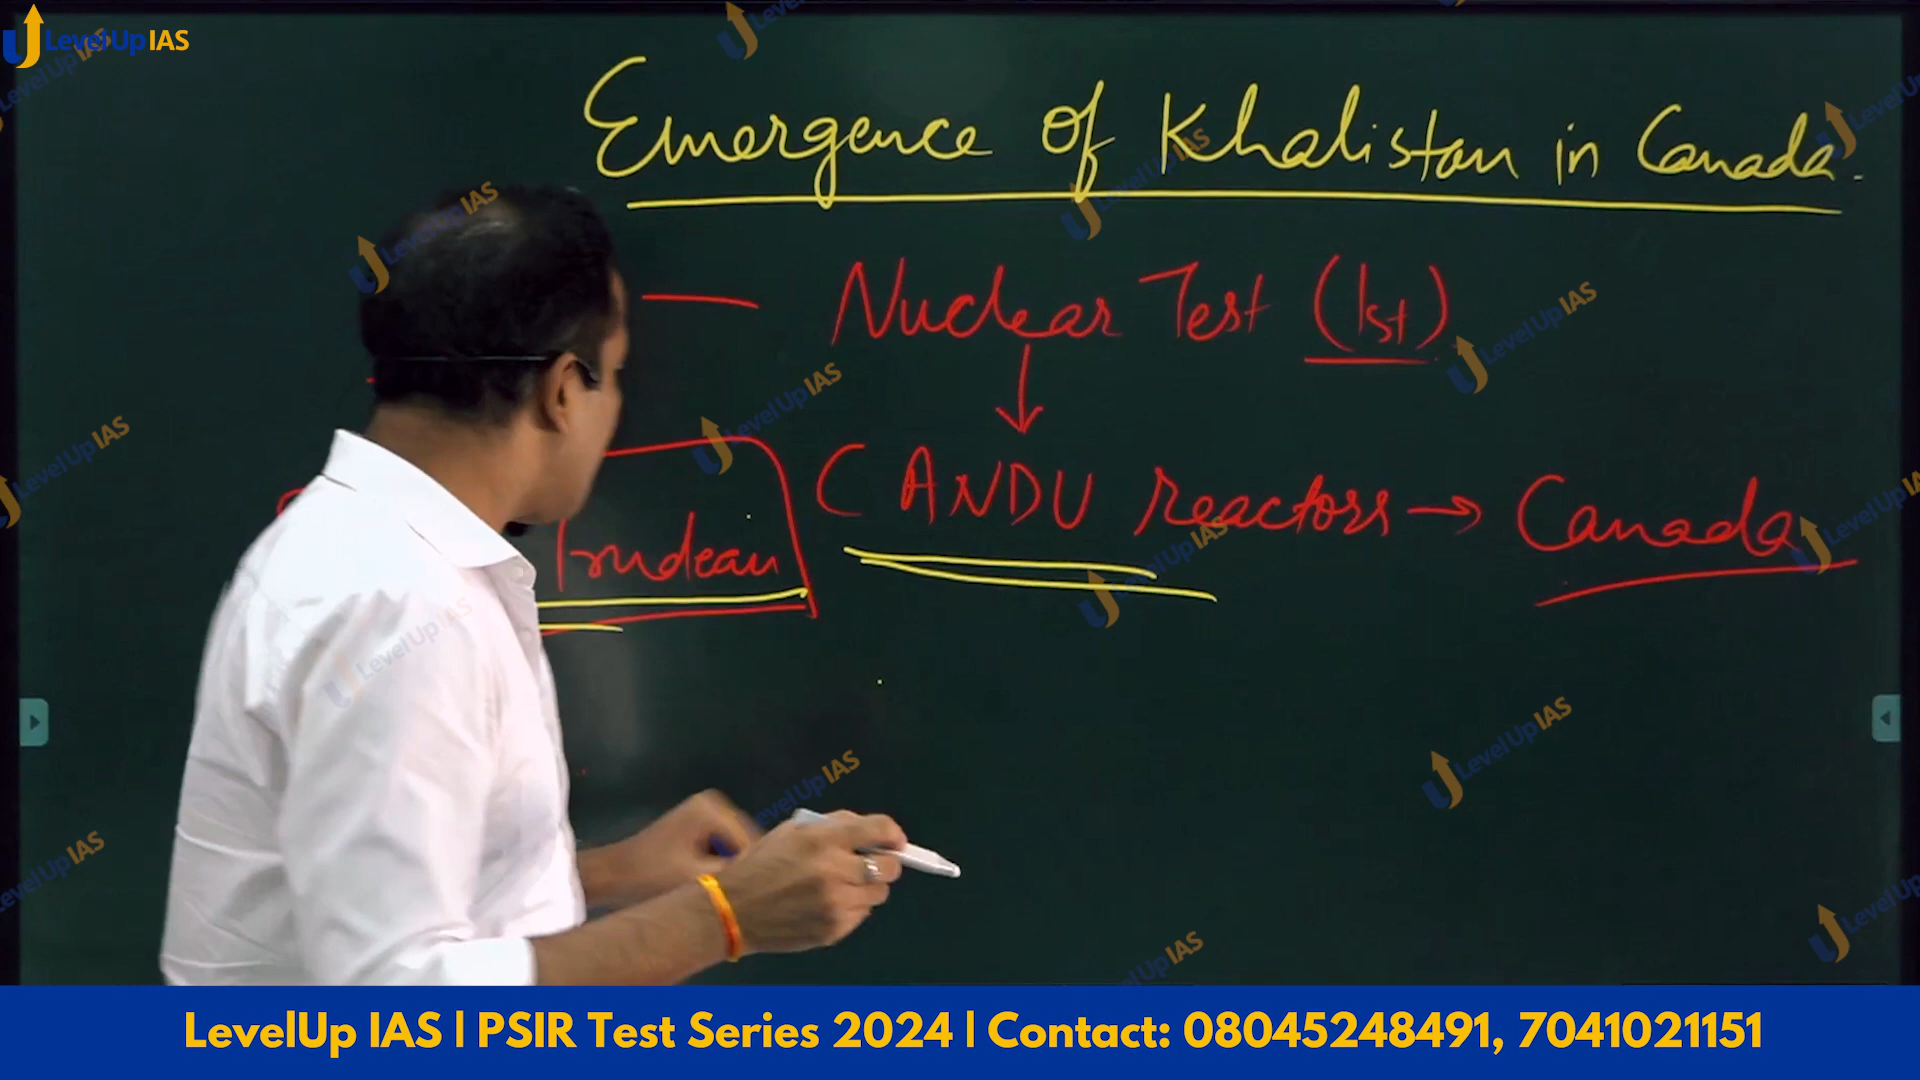 LevelUp IAS
Emergence of Khalistan in Canada.
— Nuclear Test (1st)
↓
CANDU reactors → Canada
Trudeau
LevelUp IAS | PSIR Test Series 2024 | Contact: 08045248491, 7041021151